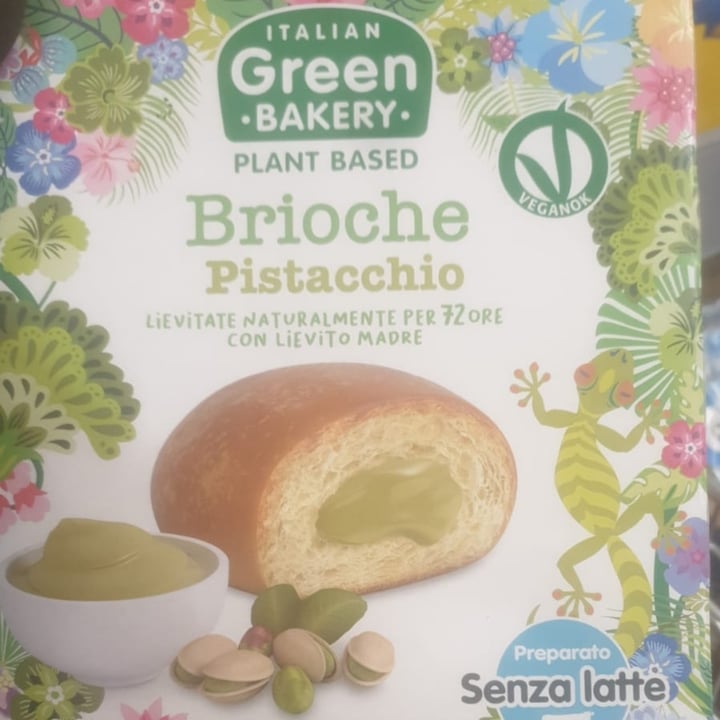 ITALIAN
Green
·BAKERY·
PLANT BASED
VEGANOK
Brioche
Pistacchio
LIEVITATE NATURALMENTE PER 72 ORE
CON LIEVITO MADRE
Preparato
Senza latte